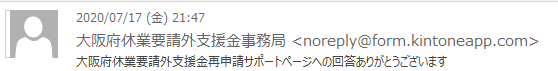 2020/07/17 (金) 21:47
大阪府休業要請外支援金事務局 <noreply@form.kintoneapp.com>
大阪府休業要請外支援金再申請サポートページへの回答ありがとうございます